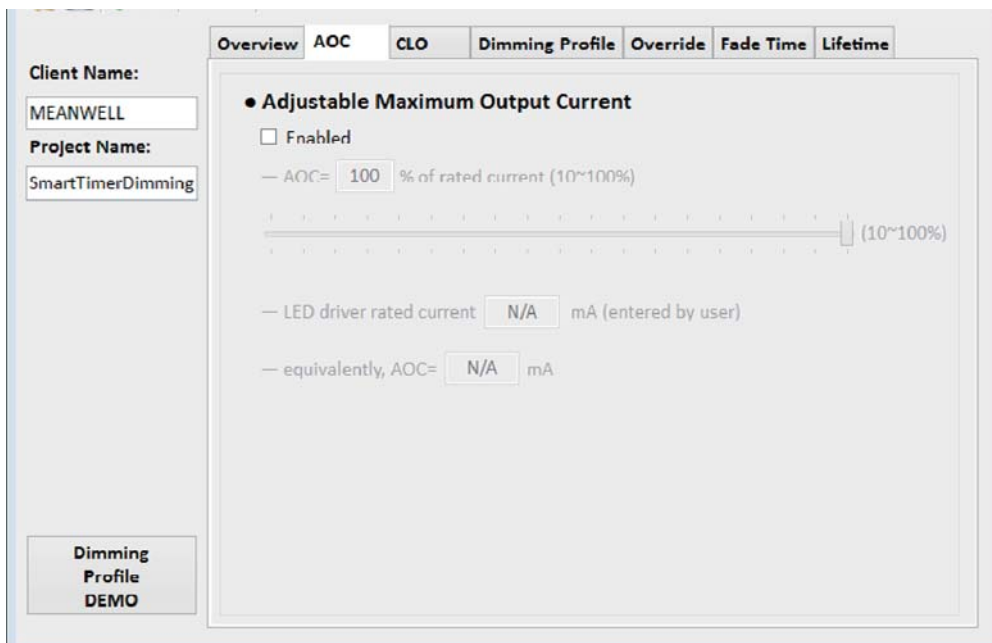 Overview AOC CLO Dimming Profile Override Fade Time Lifetime
Client Name:
MEANWELL
Project Name:
SmartTimerDimming
• Adjustable Maximum Output Current
Enabled
— AOC= 100 % of rated current (10~100%)
(10~100%)
— LED driver rated current N/A mA (entered by user)
— equivalently, AOC= N/A mA
Dimming
Profile
DEMO